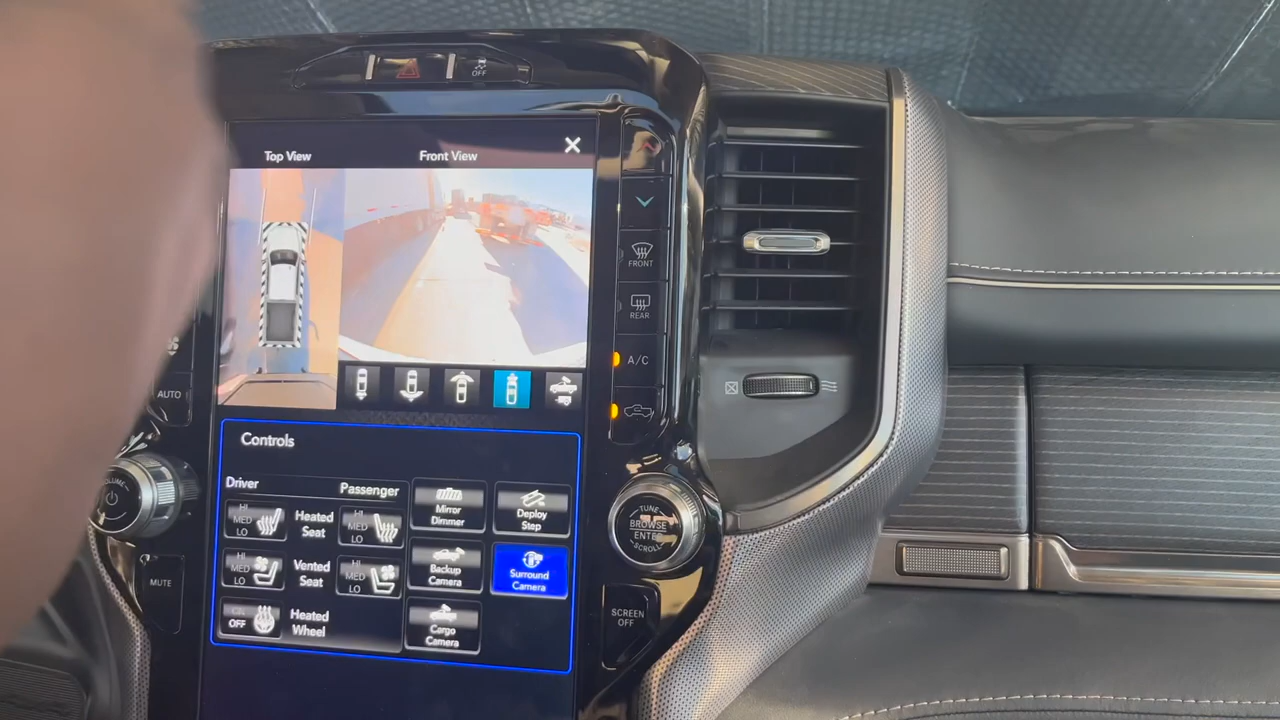 OFF
Top View
Front View
FRONT
REAR
A/C
AUTO
Controls
Driver
Passenger
Mirror
Dimmer
Deploy
Step
HI
MED
LO
Heated
Seat
HI
MED
LO
Backup
Camera
Surround
Camera
HI
MED
LO
Vented
Seat
HI
MED
LO
Cargo
Camera
ON
OFF
Heated
Wheel
VOLUME
MUTE
TUNE
BROWSE
ENTER
SCROLL
SCREEN
OFF